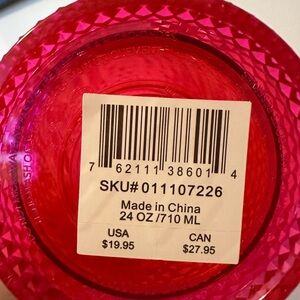 7 62111 38601 4
SKU# 011107226
Made in China
24 OZ /710 ML
USA CAN
$19.95 $27.95